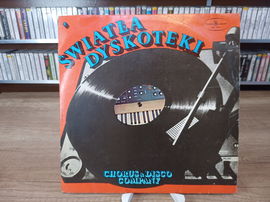 ŚWIATŁA
DYSKOTEKI
CHORUS & DISCO
COMPANY